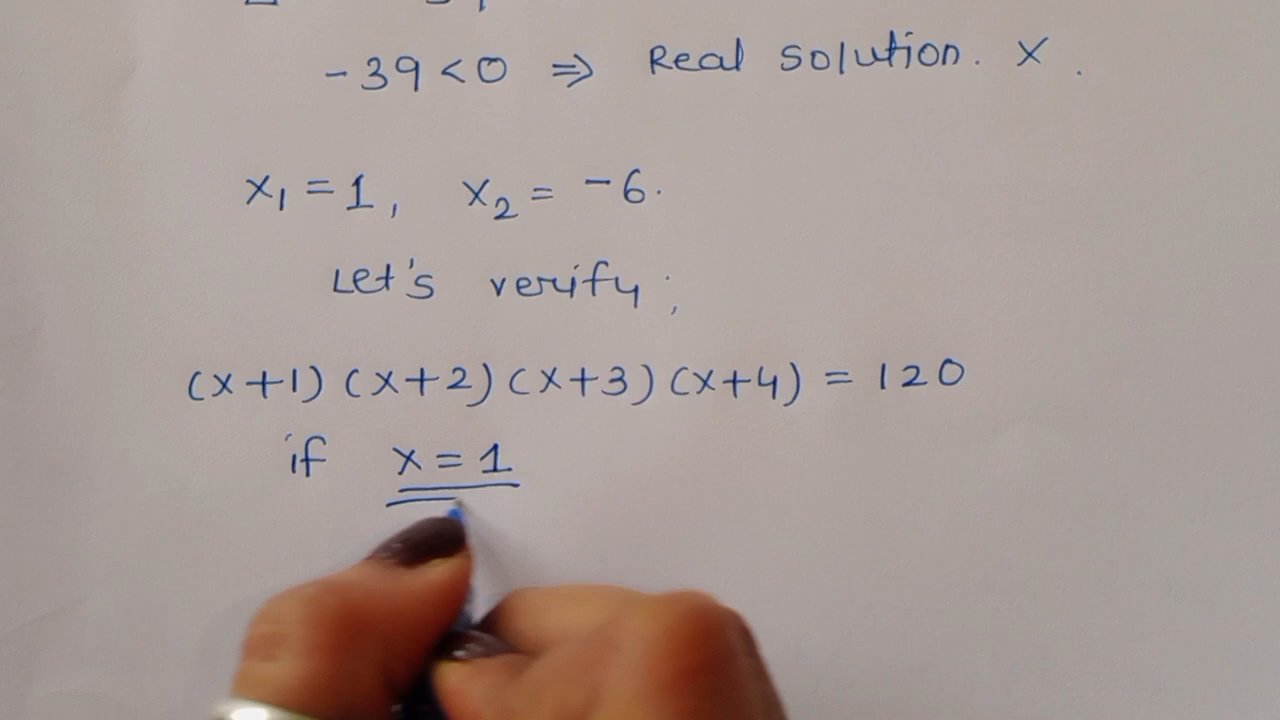 -39<0 ⇒ Real Solution. X.
x₁ = 1, x₂ = -6.
Let's verify;
(x+1)(x+2)(x+3)(x+4) = 120
if x = 1